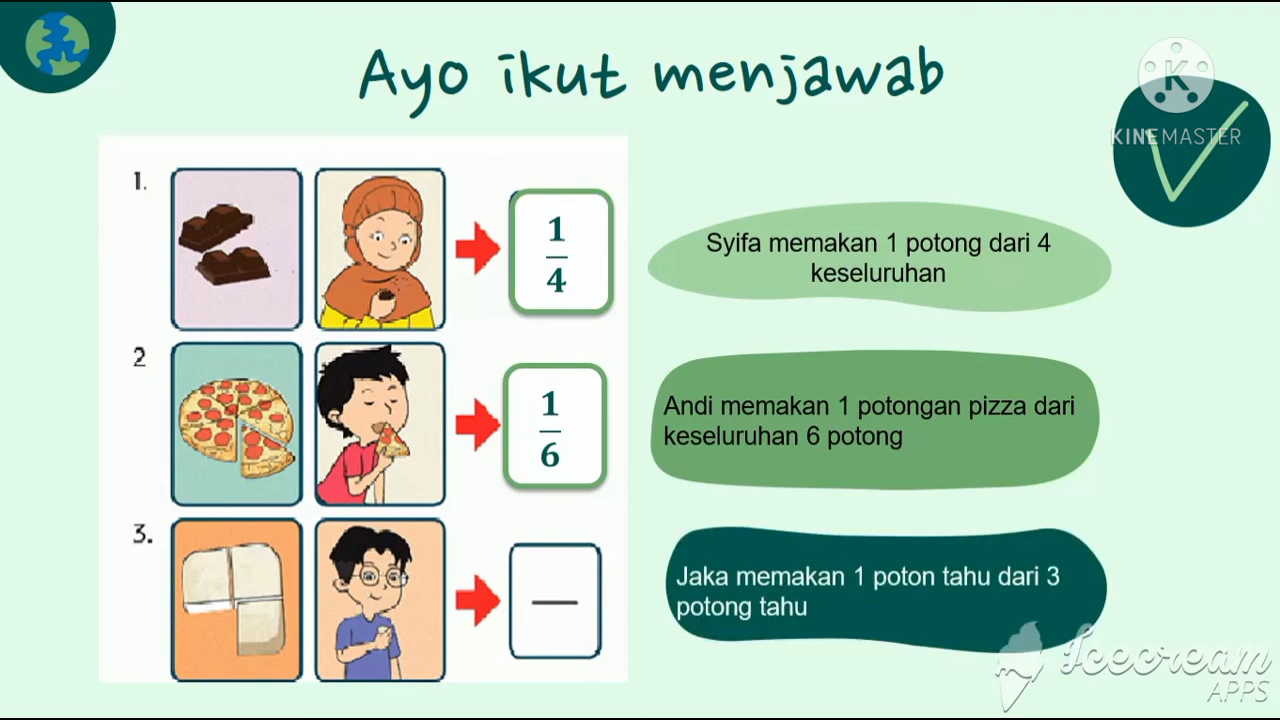 Ayo ikut menjawab
K
KINEMASTER
1.
1
4
Syifa memakan 1 potong dari 4
keseluruhan
2
1
6
Andi memakan 1 potongan pizza dari
keseluruhan 6 potong
3.
Jaka memakan 1 poton tahu dari 3
potong tahu
Icecream
APPS